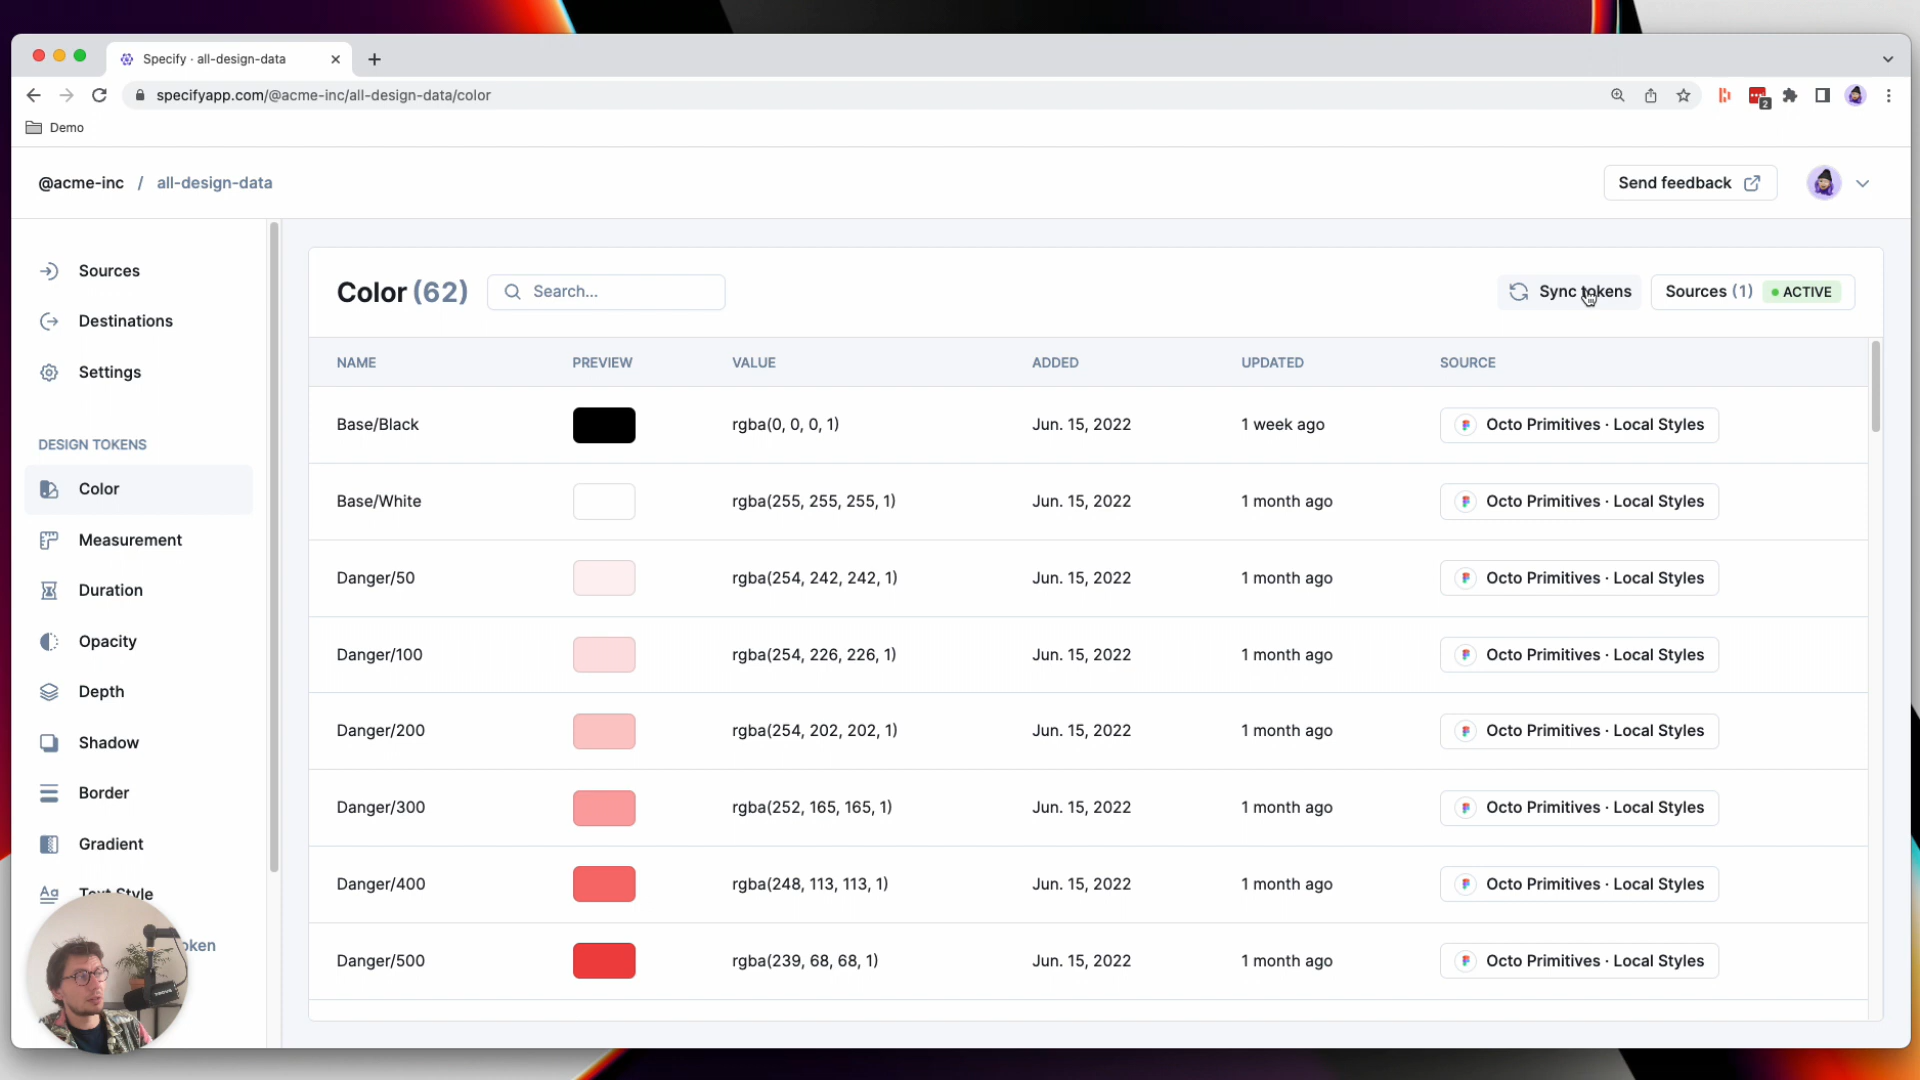 Specify · all-design-data
specifyapp.com/@acme-inc/all-design-data/color
2
Demo
@acme-inc / all-design-data
Send feedback
Sources
Destinations
Settings
DESIGN TOKENS
Color
Measurement
Duration
Opacity
Depth
Shadow
Border
Gradient
Text Style
Color (62)
Search...
Sync tokens
Sources (1) ACTIVE
NAME PREVIEW VALUE ADDED UPDATED SOURCE
Base/Black rgba(0, 0, 0, 1) Jun. 15, 2022 1 week ago Octo Primitives · Local Styles
Base/White rgba(255, 255, 255, 1) Jun. 15, 2022 1 month ago Octo Primitives · Local Styles
Danger/50 rgba(254, 242, 242, 1) Jun. 15, 2022 1 month ago Octo Primitives · Local Styles
Danger/100 rgba(254, 226, 226, 1) Jun. 15, 2022 1 month ago Octo Primitives · Local Styles
Danger/200 rgba(254, 202, 202, 1) Jun. 15, 2022 1 month ago Octo Primitives · Local Styles
Danger/300 rgba(252, 165, 165, 1) Jun. 15, 2022 1 month ago Octo Primitives · Local Styles
Danger/400 rgba(248, 113, 113, 1) Jun. 15, 2022 1 month ago Octo Primitives · Local Styles
Danger/500 rgba(239, 68, 68, 1) Jun. 15, 2022 1 month ago Octo Primitives · Local Styles